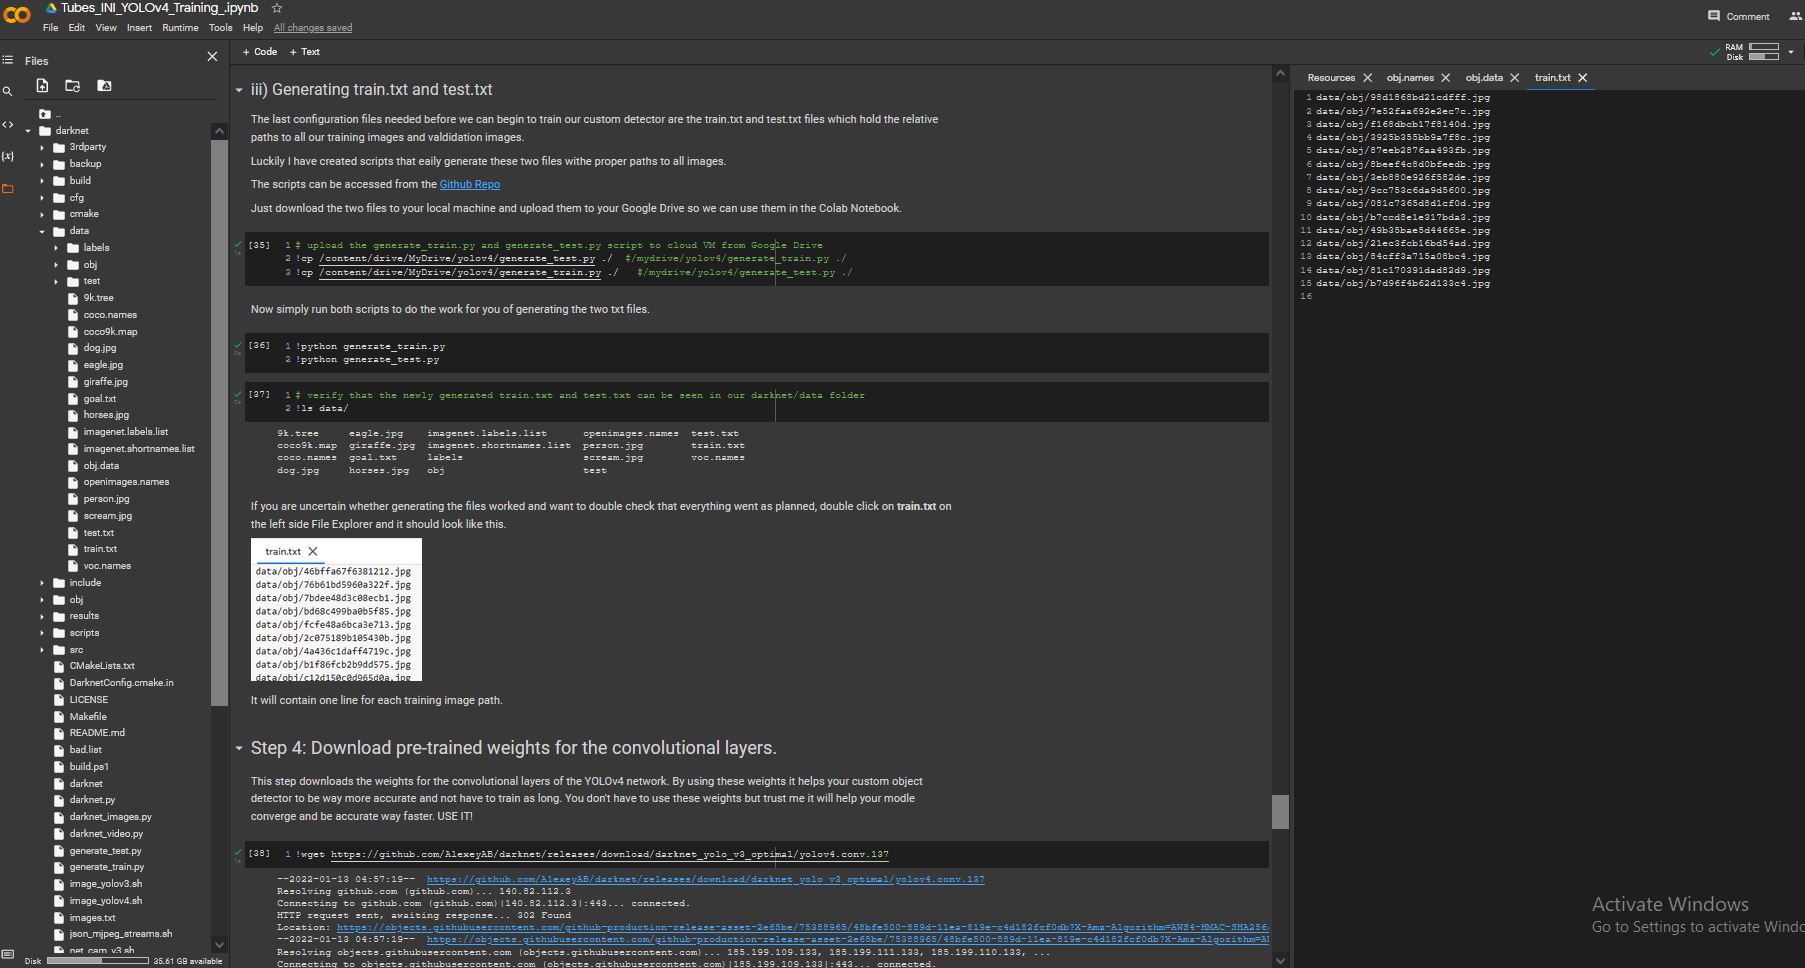 Tubes_INI_YOLOv4_Training_.ipynb
File Edit View Insert Runtime Tools Help All changes saved
Comment
Files
+ Code + Text
RAM
Disk
..
darknet
3rdparty
backup
build
cfg
cmake
data
labels
obj
test
9k.tree
coco.names
coco9k.map
dog.jpg
eagle.jpg
giraffe.jpg
goal.txt
horses.jpg
imagenet.labels.list
imagenet.shortnames.list
obj.data
openimages.names
person.jpg
scream.jpg
test.txt
train.txt
voc.names
include
obj
results
scripts
src
CMakeLists.txt
DarknetConfig.cmake.in
LICENSE
Makefile
README.md
bad.list
build.ps1
darknet
darknet.py
darknet_images.py
darknet_video.py
generate_test.py
generate_train.py
image_yolov3.sh
image_yolov4.sh
images.txt
json_mjpeg_streams.sh
net_cam_v3.sh
Disk 35.61 GB available
iii) Generating train.txt and test.txt
The last configuration files needed before we can begin to train our custom detector are the train.txt and test.txt files which hold the relative
paths to all our training images and valdidation images.
Luckily I have created scripts that eaily generate these two files withe proper paths to all images.
The scripts can be accessed from the Github Repo
Just download the two files to your local machine and upload them to your Google Drive so we can use them in the Colab Notebook.
[35] 1 # upload the generate_train.py and generate_test.py script to cloud VM from Google Drive
2 !cp /content/drive/MyDrive/yolov4/generate_test.py ./ #/mydrive/yolov4/generate_train.py ./
3 !cp /content/drive/MyDrive/yolov4/generate_train.py ./ #/mydrive/yolov4/generate_test.py ./
Now simply run both scripts to do the work for you of generating the two txt files.
[36] 1 !python generate_train.py
2 !python generate_test.py
[37] 1 # verify that the newly generated train.txt and test.txt can be seen in our darknet/data folder
2 !ls data/
9k.tree eagle.jpg imagenet.labels.list openimages.names test.txt
coco9k.map giraffe.jpg imagenet.shortnames.list person.jpg train.txt
coco.names goal.txt labels scream.jpg voc.names
dog.jpg horses.jpg obj test
If you are uncertain whether generating the files worked and want to double check that everything went as planned, double click on train.txt on
the left side File Explorer and it should look like this.
train.txt
data/obj/46bffa67f6381212.jpg
data/obj/76b61bd5960a322f.jpg
data/obj/7bdee48d3c08ecb1.jpg
data/obj/bd68c499ba0b5f85.jpg
data/obj/fcfe48a6bca3e713.jpg
data/obj/2c075189b105430b.jpg
data/obj/4a436c1daff4719c.jpg
data/obj/b1f86fcb2b9dd575.jpg
data/obj/c12d150c0d965d0a.jpg
It will contain one line for each training image path.
Step 4: Download pre-trained weights for the convolutional layers.
This step downloads the weights for the convolutional layers of the YOLOv4 network. By using these weights it helps your custom object
detector to be way more accurate and not have to train as long. You don't have to use these weights but trust me it will help your modle
converge and be accurate way faster. USE IT!
[38] 1 !wget https://github.com/AlexeyAB/darknet/releases/download/darknet_yolo_v3_optimal/yolov4.conv.137
--2022-01-13 04:57:19-- https://github.com/AlexeyAB/darknet/releases/download/darknet_yolo_v3_optimal/yolov4.conv.137
Resolving github.com (github.com)... 140.82.112.3
Connecting to github.com (github.com)|140.82.112.3|:443... connected.
HTTP request sent, awaiting response... 302 Found
Location: https://objects.githubusercontent.com/github-production-release-asset-2e65be/75388965/48bfe500-889d-11ea-819e-c4d182fcf0db?X-Amz-Algorithm=AWS4-HMAC-SHA256
--2022-01-13 04:57:19-- https://objects.githubusercontent.com/github-production-release-asset-2e65be/75388965/48bfe500-889d-11ea-819e-c4d182fcf0db?X-Amz-Algorithm=AW
Resolving objects.githubusercontent.com (objects.githubusercontent.com)... 185.199.109.133, 185.199.111.133, 185.199.110.133, ...
Connecting to objects.githubusercontent.com (objects.githubusercontent.com)|185.199.109.133|:443... connected.
Resources obj.names obj.data train.txt
1 data/obj/98d1868bd21cdfff.jpg
2 data/obj/7e52faa692e2ec7c.jpg
3 data/obj/f168dbcb17f8140d.jpg
4 data/obj/3925b355bb9a7f8c.jpg
5 data/obj/87eeb2876aa493fb.jpg
6 data/obj/8beef4c8d0bfeedb.jpg
7 data/obj/3eb880e926f582de.jpg
8 data/obj/9cc753c6da9d5600.jpg
9 data/obj/081c7365d8d1cf0d.jpg
10 data/obj/b7ccd8e1e317bda3.jpg
11 data/obj/49b35bae5d44665e.jpg
12 data/obj/21ec3fcb16bd54ad.jpg
13 data/obj/84cff3a715a08bc4.jpg
14 data/obj/81c170391dad82d9.jpg
15 data/obj/b7d96f4b62d133c4.jpg
16
Activate Windows
Go to Settings to activate Windo